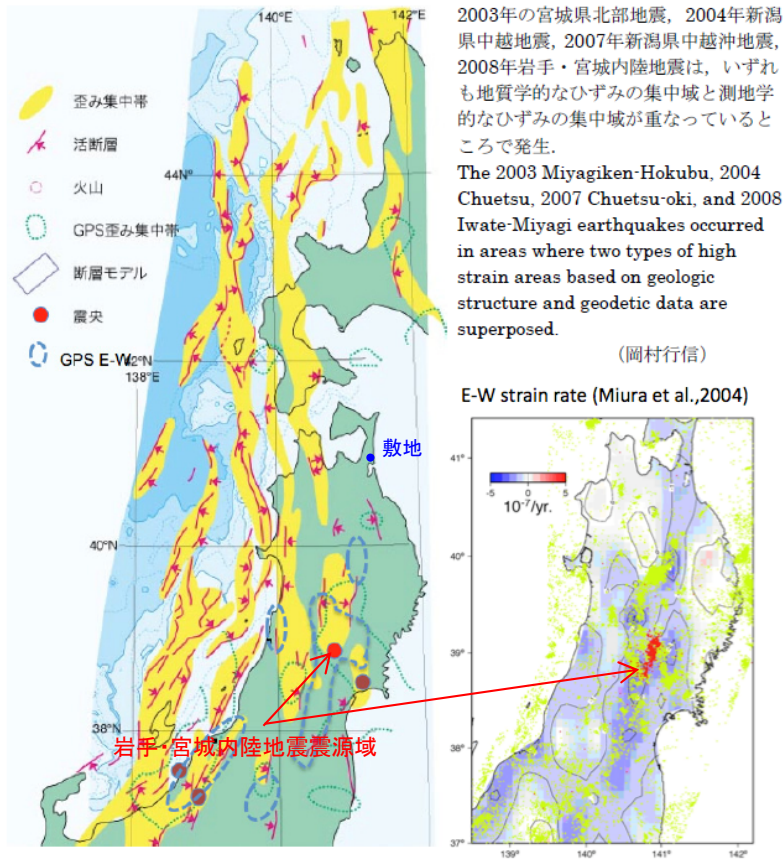 140°E
142°E
歪み集中帯
活断層
火山
GPS歪み集中帯
断層モデル
震央
GPS E-W
44°N
42°N
138°E
敷地
40°N
38°N
岩手・宮城内陸地震震源域
2003年の宮城県北部地震，2004年新潟
県中越地震，2007年新潟県中越沖地震，
2008年岩手・宮城内陸地震は，いずれ
も地質学的なひずみの集中域と測地学
的なひずみの集中域が重なっていると
ころで発生．
The 2003 Miyagiken-Hokubu, 2004
Chuetsu, 2007 Chuetsu-oki, and 2008
Iwate-Miyagi earthquakes occurred
in areas where two types of high
strain areas based on geologic
structure and geodetic data are
superposed.
（岡村行信）
E-W strain rate (Miura et al.,2004)
41°
-5 0 5
10⁻⁷/yr.
40°
39°
38°
37°
139° 140° 141° 142°